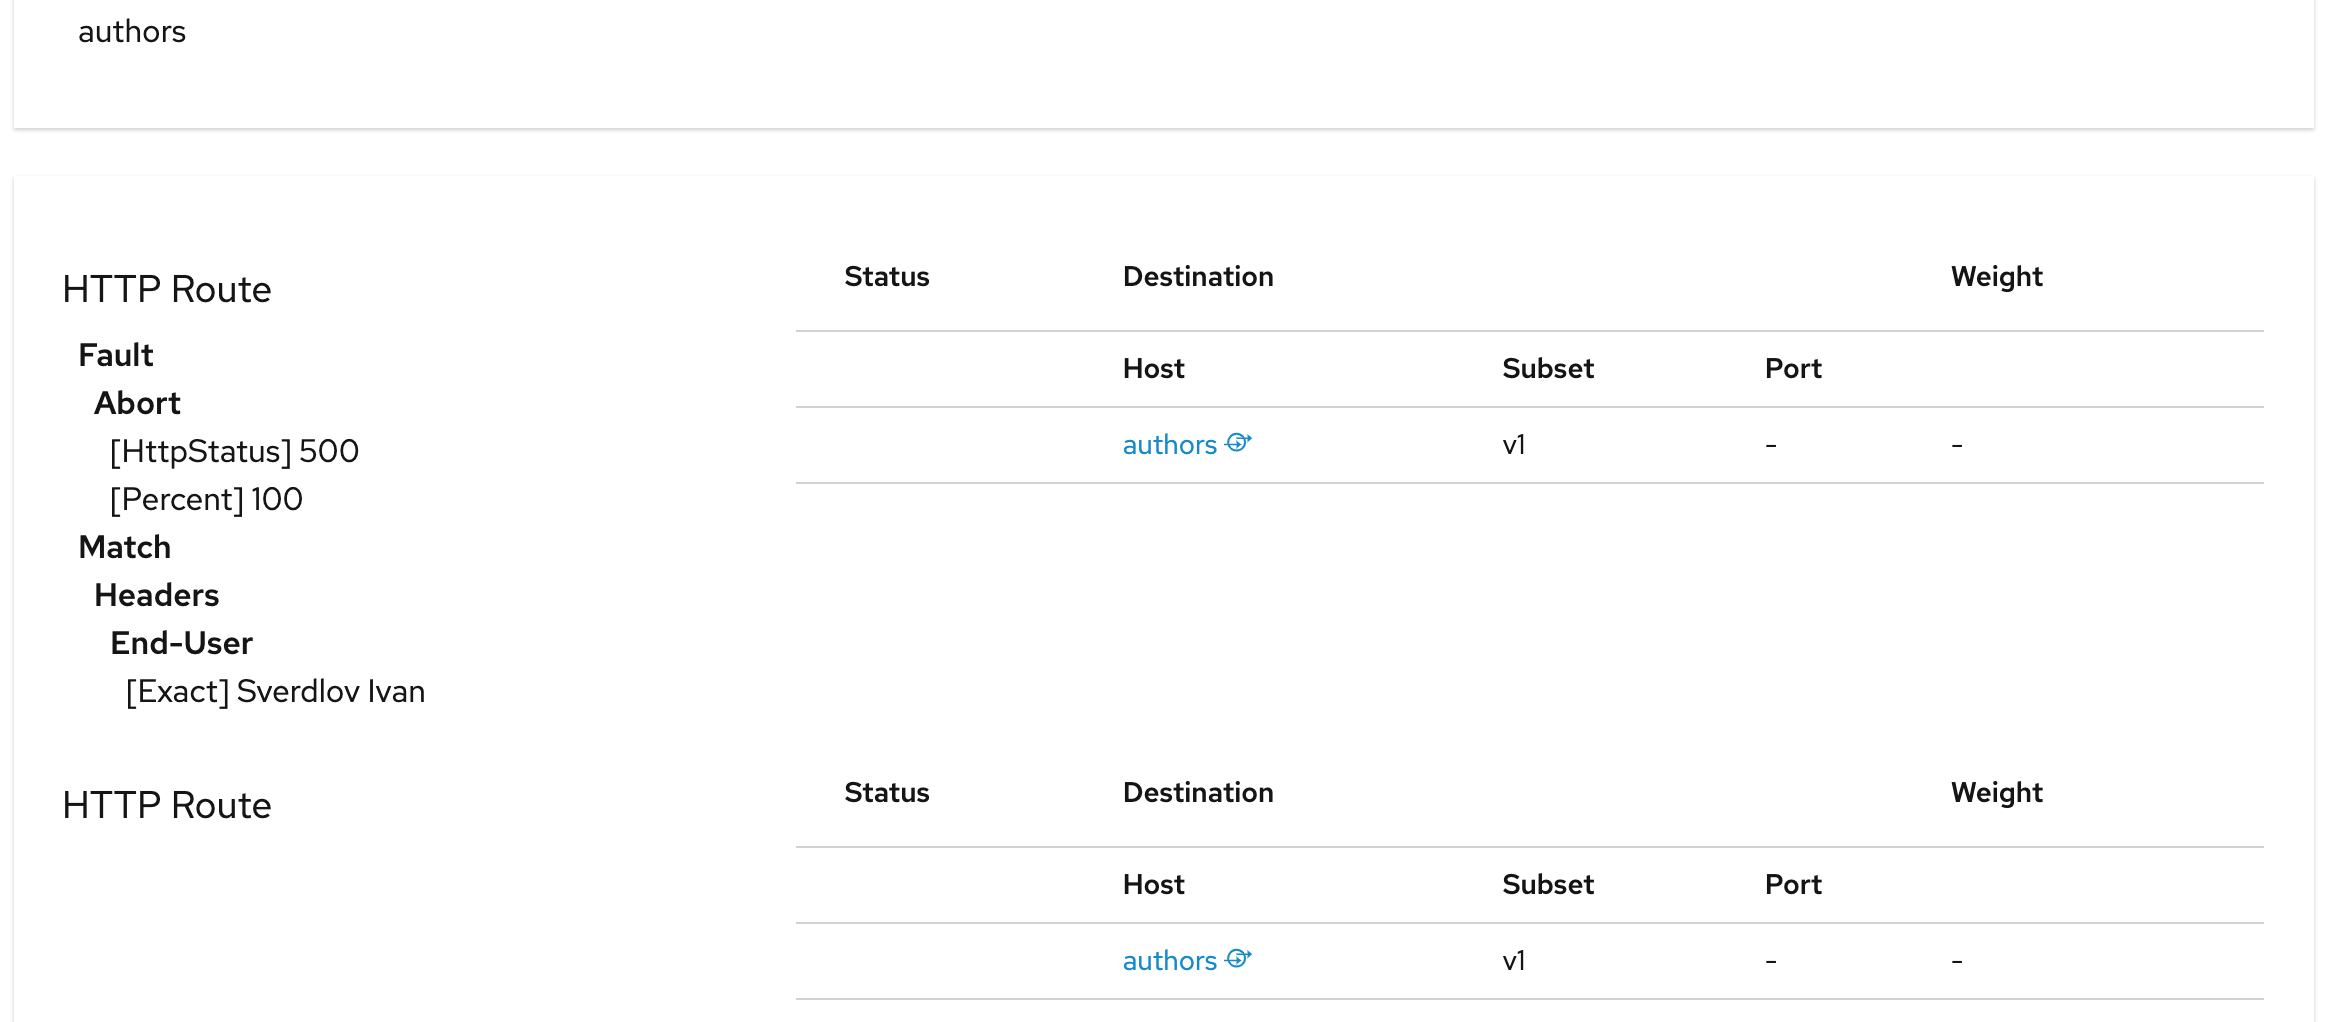 authors
HTTP Route
Fault
Abort
[HttpStatus] 500
[Percent] 100
Match
Headers
End-User
[Exact] Sverdlov Ivan
Status Destination Weight
Host Subset Port
authors v1 - -
HTTP Route
Status Destination Weight
Host Subset Port
authors v1 - -